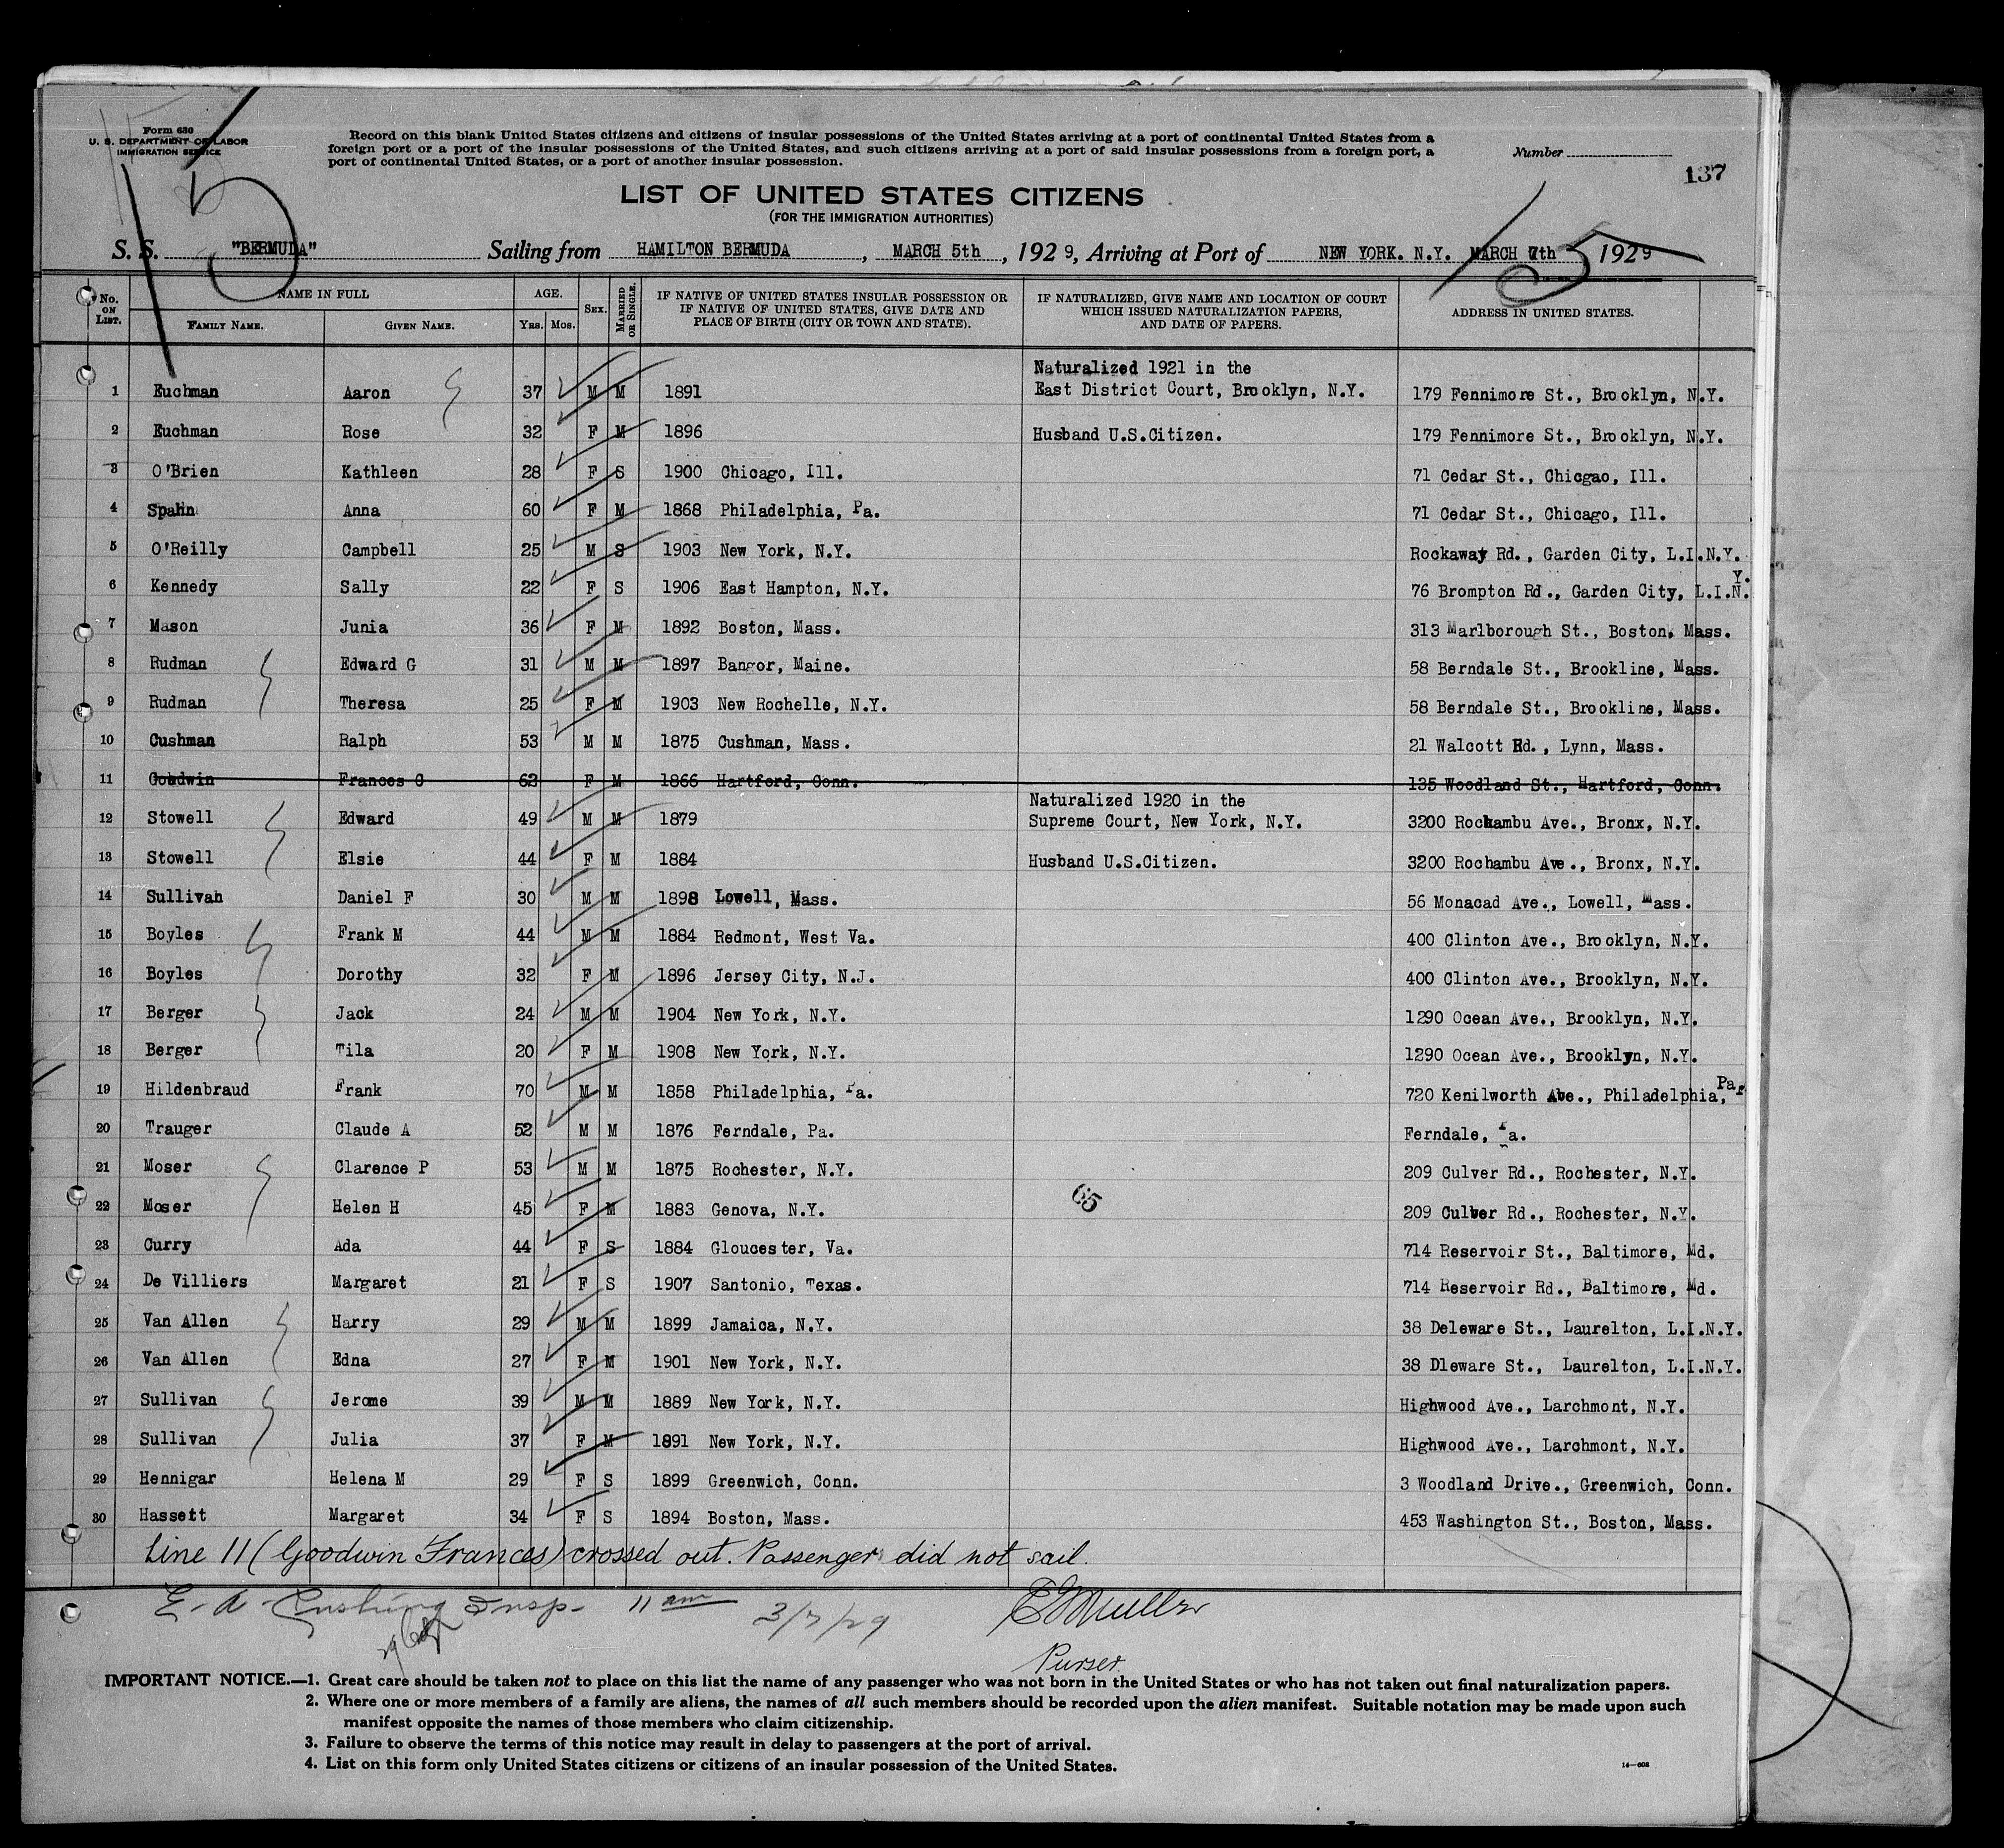 Form 630
U. S. DEPARTMENT OF LABOR
IMMIGRATION SERVICE
Record on this blank United States citizens and citizens of insular possessions of the United States arriving at a port of continental United States from a
foreign port or a port of the insular possessions of the United States, and such citizens arriving at a port of said insular possessions from a foreign port, a
port of continental United States, or a port of another insular possession.
Number
137
LIST OF UNITED STATES CITIZENS
(FOR THE IMMIGRATION AUTHORITIES)
15
15
S. S. "BERMUDA" Sailing from HAMILTON BERMUDA, MARCH 5th, 1929, Arriving at Port of NEW YORK. N.Y. MARCH 7th 1929
No. ON LIST. NAME IN FULL FAMILY NAME. GIVEN NAME. AGE. YRS. MOS. SEX. MARRIED OR SINGLE. IF NATIVE OF UNITED STATES INSULAR POSSESSION OR IF NATIVE OF UNITED STATES, GIVE DATE AND PLACE OF BIRTH (CITY OR TOWN AND STATE). IF NATURALIZED, GIVE NAME AND LOCATION OF COURT WHICH ISSUED NATURALIZATION PAPERS, AND DATE OF PAPERS. ADDRESS IN UNITED STATES.
1 Euchman Aaron 37 M M 1891 Naturalized 1921 in the East District Court, Brooklyn, N.Y. 179 Fennimore St., Brooklyn, N.Y.
2 Euchman Rose 32 F M 1896 Husband U.S.Citizen. 179 Fennimore St., Brooklyn, N.Y.
3 O'Brien Kathleen 28 F S 1900 Chicago, Ill. 71 Cedar St., Chicgao, Ill.
4 Spahn Anna 60 F M 1868 Philadelphia, Pa. 71 Cedar St., Chicago, Ill.
5 O'Reilly Campbell 25 M S 1903 New York, N.Y. Rockaway Rd., Garden City, L.I.N.Y.
6 Kennedy Sally 22 F S 1906 East Hampton, N.Y. 76 Brompton Rd., Garden City, L.I.N.Y.
7 Mason Junia 36 F M 1892 Boston, Mass. 313 Marlborough St., Boston, Mass.
8 Rudman Edward G 31 M M 1897 Bangor, Maine. 58 Berndale St., Brookline, Mass.
9 Rudman Theresa 25 F M 1903 New Rochelle, N.Y. 58 Berndale St., Brookline, Mass.
10 Cushman Ralph 53 M M 1875 Cushman, Mass. 21 Walcott Rd., Lynn, Mass.
11 Goodwin Frances G 62 F M 1866 Hartford, Conn. 135 Woodland St., Hartford, Conn.
12 Stowell Edward 49 M M 1879 Naturalized 1920 in the Supreme Court, New York, N.Y. 3200 Rochambu Ave., Bronx, N.Y.
13 Stowell Elsie 44 F M 1884 Husband U.S.Citizen. 3200 Rochambu Ave., Bronx, N.Y.
14 Sullivan Daniel F 30 M M 1898 Lowell, Mass. 56 Monacad Ave., Lowell, Mass.
15 Boyles Frank M 44 M M 1884 Redmont, West Va. 400 Clinton Ave., Brooklyn, N.Y.
16 Boyles Dorothy 32 F M 1896 Jersey City, N.J. 400 Clinton Ave., Brooklyn, N.Y.
17 Berger Jack 24 M M 1904 New York, N.Y. 1290 Ocean Ave., Brooklyn, N.Y.
18 Berger Tila 20 F M 1908 New York, N.Y. 1290 Ocean Ave., Brooklyn, N.Y.
19 Hildenbraud Frank 70 M M 1858 Philadelphia, Pa. 720 Kenilworth Ave., Philadelphia, Pa.
20 Trauger Claude A 52 M M 1876 Ferndale, Pa. Ferndale, Pa.
21 Moser Clarence P 53 M M 1875 Rochester, N.Y. 209 Culver Rd., Rochester, N.Y.
22 Moser Helen H 45 F M 1883 Genova, N.Y. 209 Culver Rd., Rochester, N.Y.
65
23 Curry Ada 44 F S 1884 Gloucester, Va. 714 Reservoir St., Baltimore, Md.
24 De Villiers Margaret 21 F S 1907 Santonio, Texas. 714 Reservoir Rd., Baltimore, Md.
25 Van Allen Harry 29 M M 1899 Jamaica, N.Y. 38 Deleware St., Laurelton, L.I.N.Y.
26 Van Allen Edna 27 F M 1901 New York, N.Y. 38 Dleware St., Laurelton, L.I.N.Y.
27 Sullivan Jerome 39 M M 1889 New York, N.Y. Highwood Ave., Larchmont, N.Y.
28 Sullivan Julia 37 F M 1891 New York, N.Y. Highwood Ave., Larchmont, N.Y.
29 Hennigar Helena M 29 F S 1899 Greenwich, Conn. 3 Woodland Drive., Greenwich, Conn.
30 Hassett Margaret 34 F S 1894 Boston, Mass. 453 Washington St., Boston, Mass.
Line 11 (Goodwin Frances) crossed out. Passenger did not sail.
E. A. Cushing Insp. 11 am 3/7/29 Muller
Purser.
IMPORTANT NOTICE.—1. Great care should be taken not to place on this list the name of any passenger who was not born in the United States or who has not taken out final naturalization papers.
2. Where one or more members of a family are aliens, the names of all such members should be recorded upon the alien manifest. Suitable notation may be made upon such
manifest opposite the names of those members who claim citizenship.
3. Failure to observe the terms of this notice may result in delay to passengers at the port of arrival.
4. List on this form only United States citizens or citizens of an insular possession of the United States.
14—608